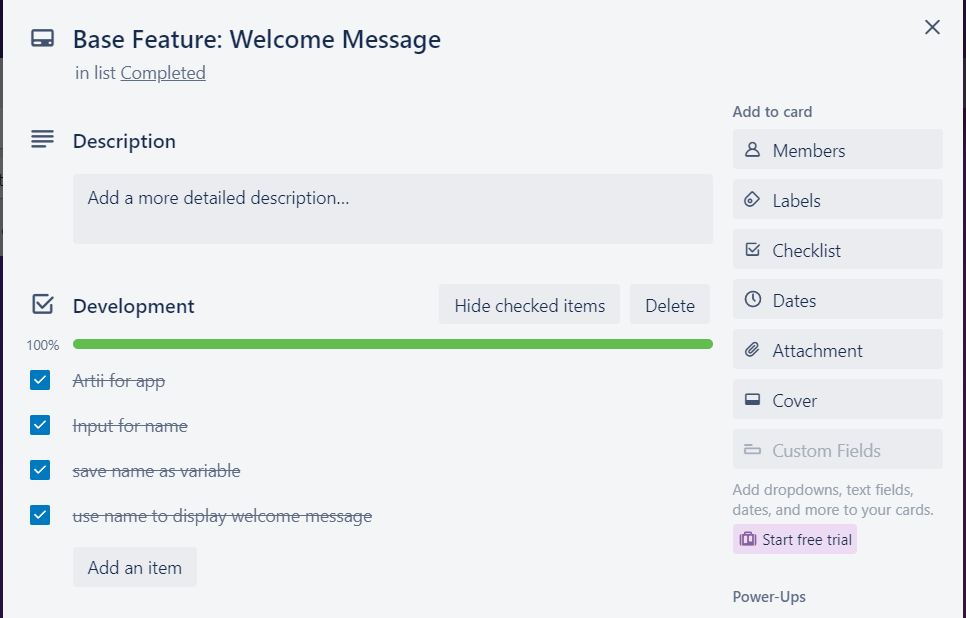 Base Feature: Welcome Message
in list Completed
Description
Add a more detailed description...
Development
Hide checked items
Delete
100%
Artii for app
Input for name
save name as variable
use name to display welcome message
Add an item
Add to card
Members
Labels
Checklist
Dates
Attachment
Cover
Custom Fields
Add dropdowns, text fields,
dates, and more to your cards.
Start free trial
Power-Ups